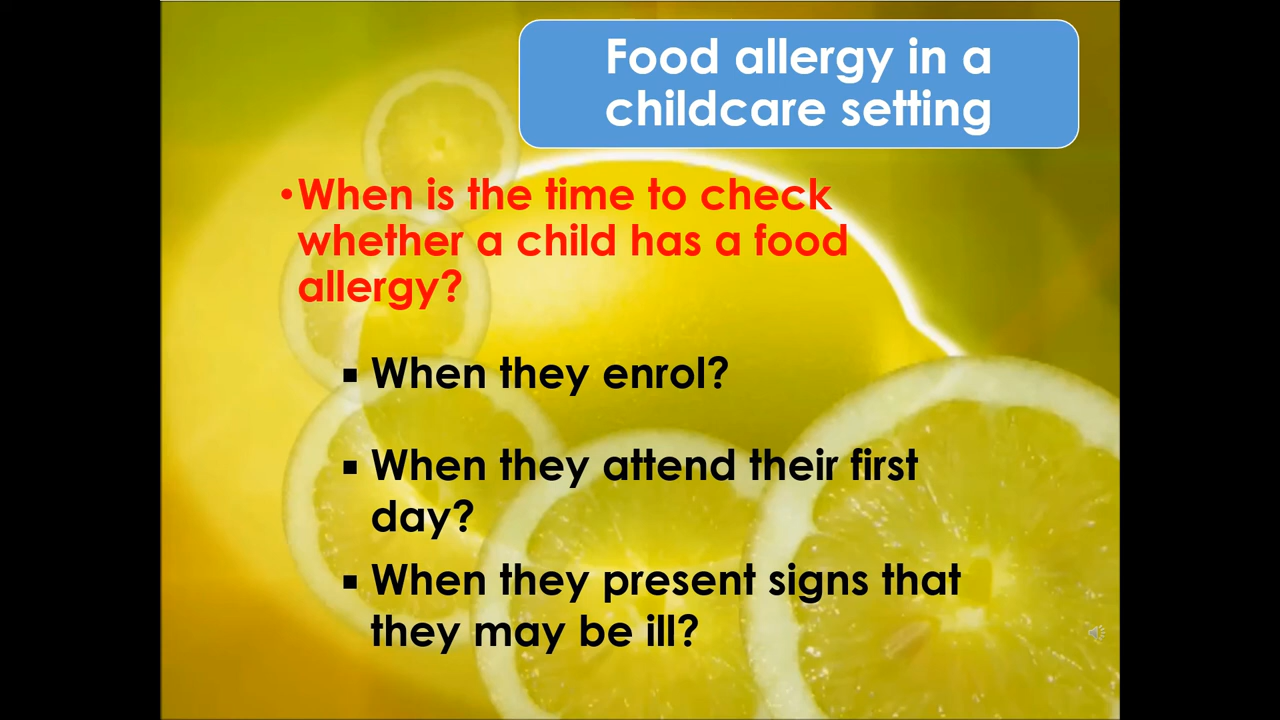 Food allergy in a
childcare setting
•When is the time to check
whether a child has a food
allergy?
▪ When they enrol?
▪ When they attend their first
day?
▪ When they present signs that
they may be ill?